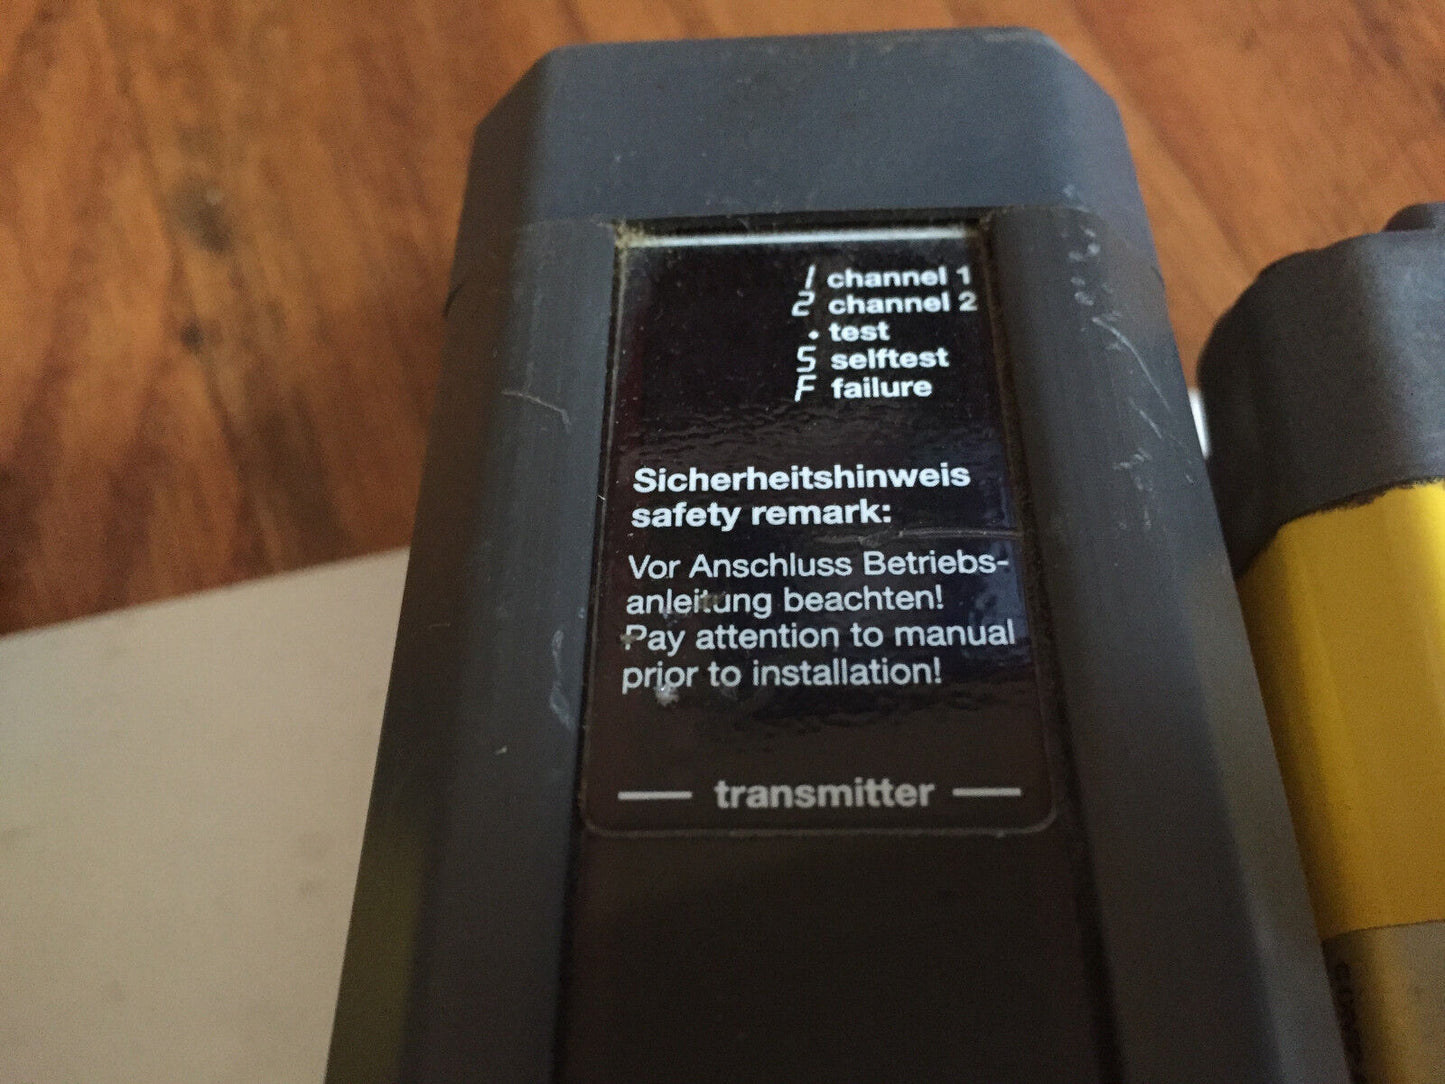 1 channel 1
2 channel 2
. test
S selftest
F failure
Sicherheitshinweis
safety remark:
Vor Anschluss Betriebs-
anleitung beachten!
Pay attention to manual
prior to installation!
transmitter